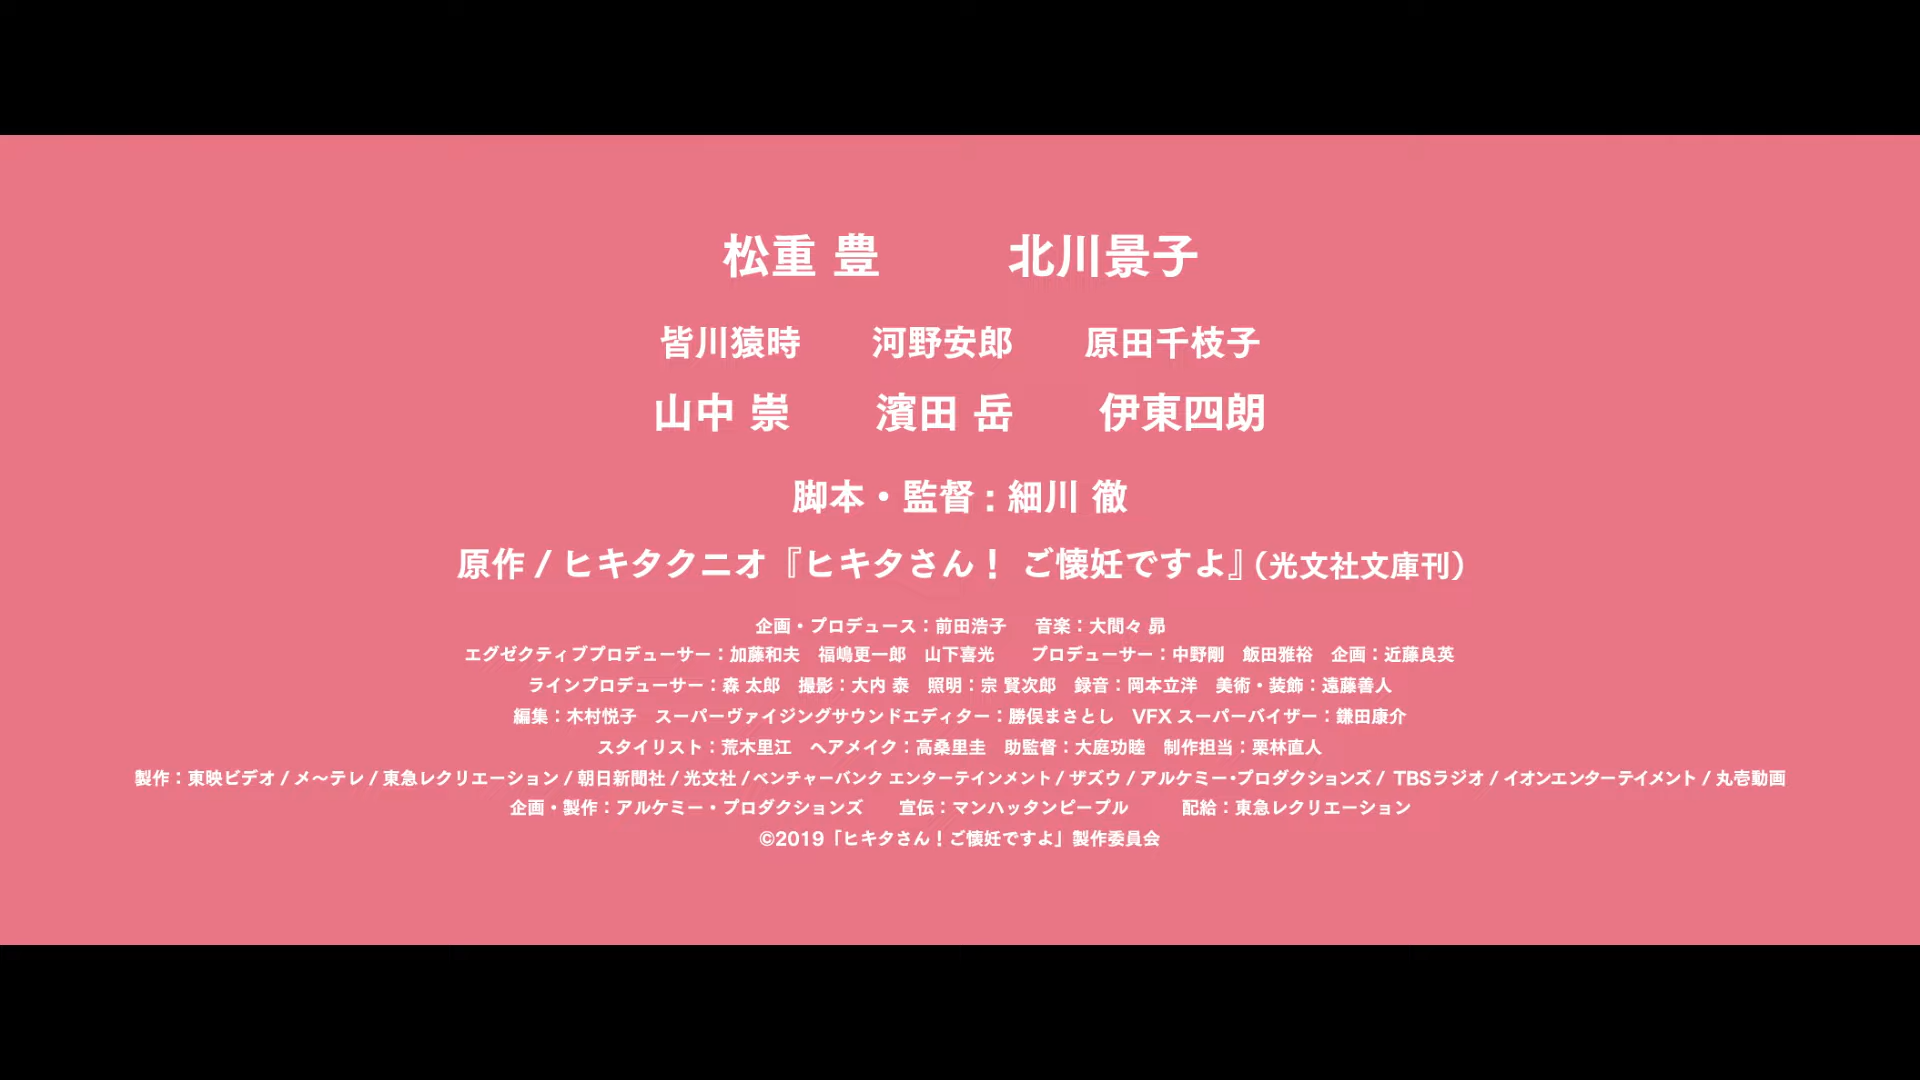 松重 豊 北川景子
皆川猿時 河野安郎 原田千枝子
山中 崇 濱田 岳 伊東四朗
脚本・監督 : 細川 徹
原作 / ヒキタクニオ『ヒキタさん！ ご懐妊ですよ』（光文社文庫刊）
企画・プロデュース：前田浩子 音楽：大間々 昴
エグゼクティブプロデューサー：加藤和夫 福嶋更一郎 山下喜光 プロデューサー：中野剛 飯田雅裕 企画：近藤良英
ラインプロデューサー：森 太郎 撮影：大内 泰 照明：宗 賢次郎 録音：岡本立洋 美術・装飾：遠藤善人
編集：木村悦子 スーパーヴァイジングサウンドエディター：勝俣まさとし VFX スーパーバイザー：鎌田康介
スタイリスト：荒木里江 ヘアメイク：高桑里圭 助監督：大庭功睦 制作担当：栗林直人
製作：東映ビデオ / メ〜テレ / 東急レクリエーション / 朝日新聞社 / 光文社 / ベンチャーバンク エンターテインメント / ザズウ / アルケミー・プロダクションズ / TBSラジオ / イオンエンターテイメント / 丸壱動画
企画・製作：アルケミー・プロダクションズ 宣伝：マンハッタンピープル 配給：東急レクリエーション
©2019「ヒキタさん！ご懐妊ですよ」製作委員会